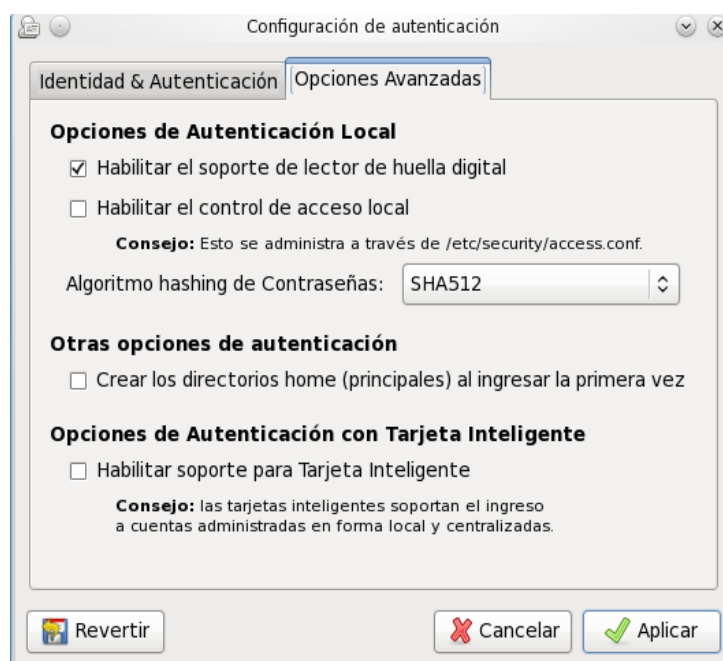 Configuración de autenticación
Identidad & Autenticación
Opciones Avanzadas
Opciones de Autenticación Local
Habilitar el soporte de lector de huella digital
Habilitar el control de acceso local
Consejo: Esto se administra a través de /etc/security/access.conf.
Algoritmo hashing de Contraseñas: SHA512
Otras opciones de autenticación
Crear los directorios home (principales) al ingresar la primera vez
Opciones de Autenticación con Tarjeta Inteligente
Habilitar soporte para Tarjeta Inteligente
Consejo: las tarjetas inteligentes soportan el ingreso
a cuentas administradas en forma local y centralizadas.
Revertir
Cancelar
Aplicar